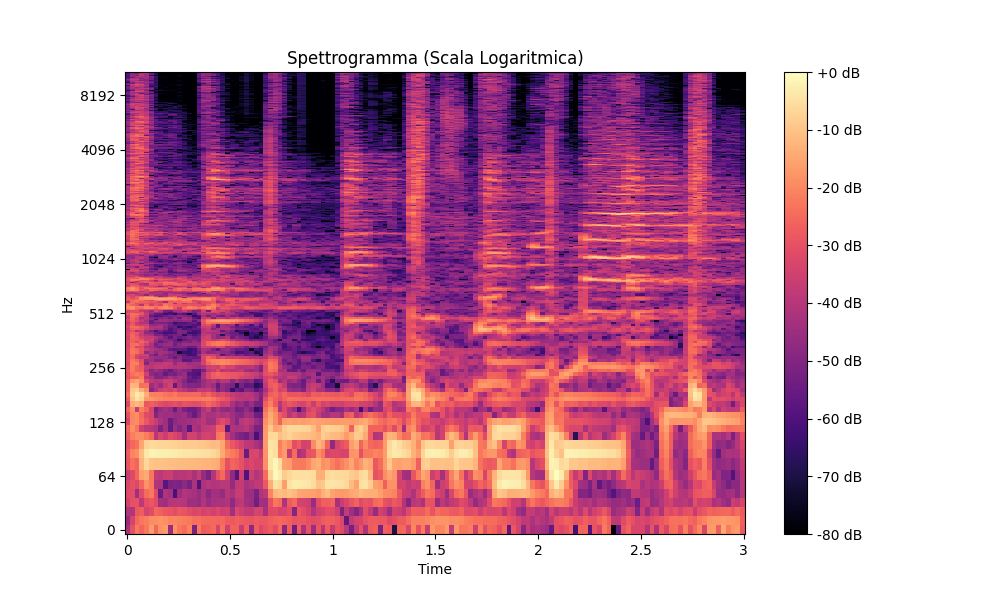 Spettrogramma (Scala Logaritmica)
Hz
8192
4096
2048
1024
512
256
128
64
0
0
0.5
1
1.5
2
2.5
3
Time
+0 dB
-10 dB
-20 dB
-30 dB
-40 dB
-50 dB
-60 dB
-70 dB
-80 dB